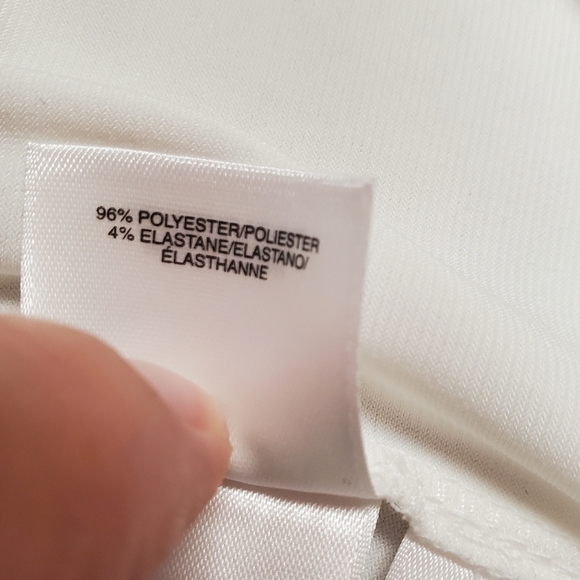 96% POLYESTER/POLIESTER
4% ELASTANE/ELASTANO/
ÉLASTHANNE